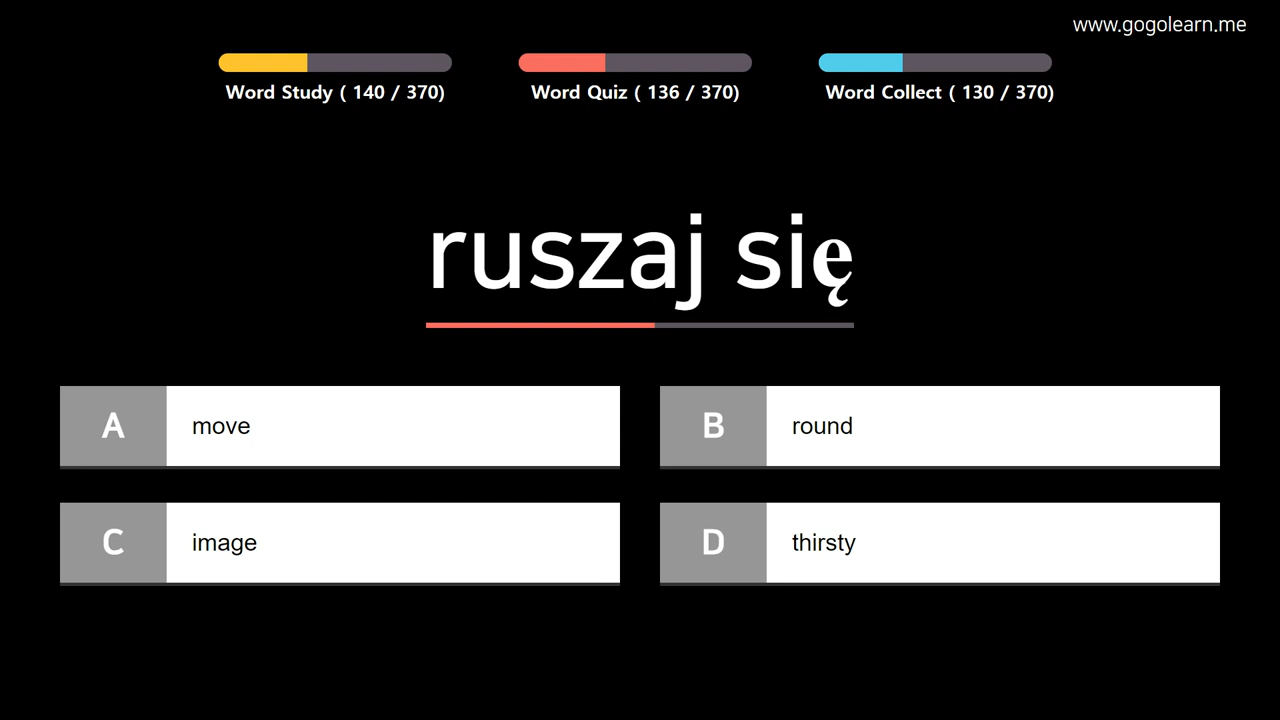 www.gogolearn.me
Word Study ( 140 / 370) Word Quiz ( 136 / 370) Word Collect ( 130 / 370)
ruszaj się
A move B round
C image D thirsty